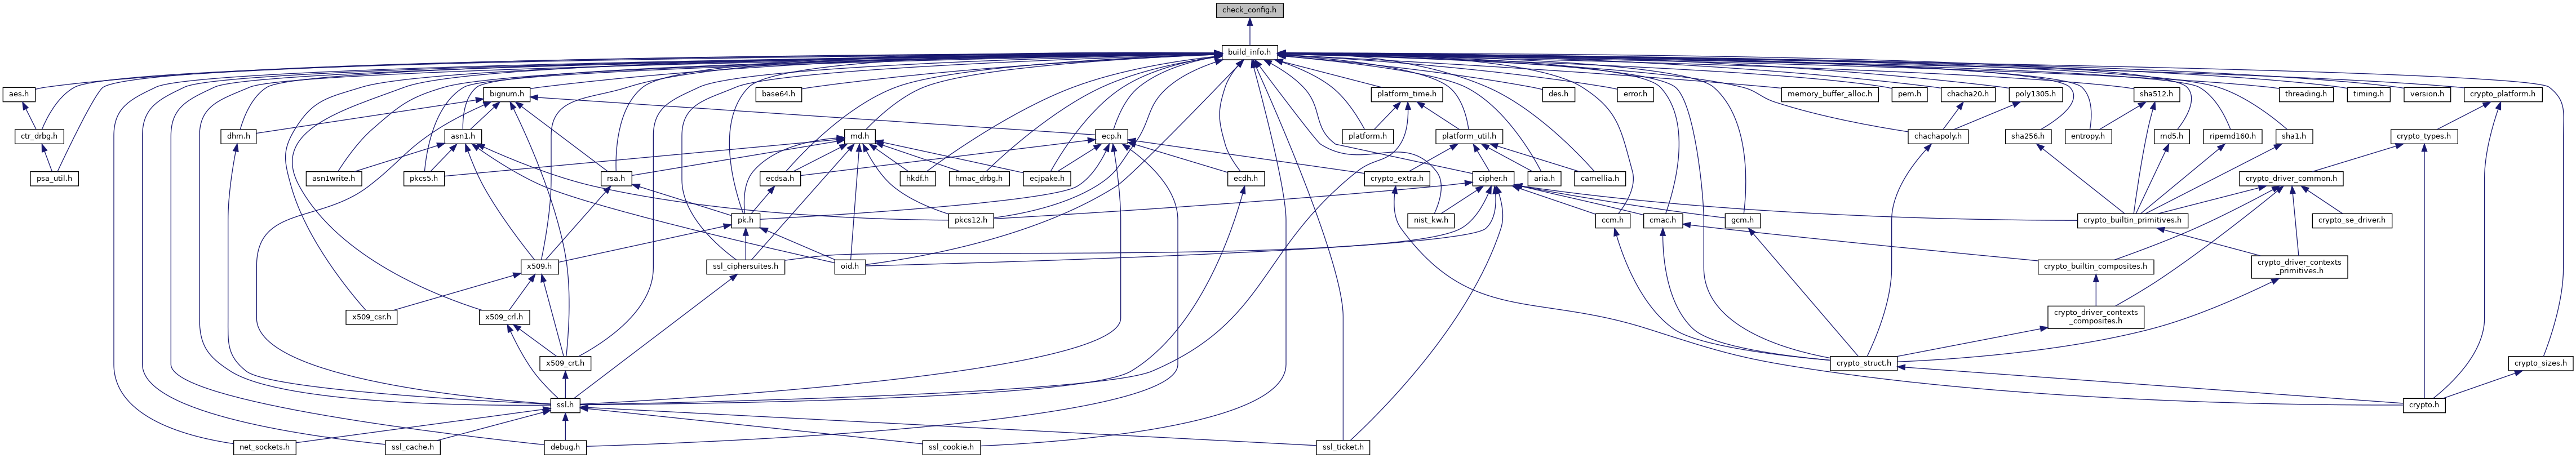 check_config.h
build_info.h
aes.h
bignum.h
base64.h
platform_time.h
des.h
error.h
memory_buffer_alloc.h
pem.h
chacha20.h
poly1305.h
sha512.h
threading.h
timing.h
version.h
crypto_platform.h
ctr_drbg.h
dhm.h
asn1.h
md.h
ecp.h
platform.h
platform_util.h
chachapoly.h
sha256.h
entropy.h
md5.h
ripemd160.h
sha1.h
crypto_types.h
psa_util.h
asn1write.h
pkcs5.h
rsa.h
ecdsa.h
hkdf.h
hmac_drbg.h
ecjpake.h
ecdh.h
crypto_extra.h
cipher.h
aria.h
camellia.h
crypto_driver_common.h
pk.h
pkcs12.h
nist_kw.h
ccm.h
cmac.h
gcm.h
crypto_builtin_primitives.h
crypto_se_driver.h
x509.h
ssl_ciphersuites.h
oid.h
crypto_builtin_composites.h
crypto_driver_contexts
_primitives.h
x509_csr.h
x509_crl.h
crypto_driver_contexts
_composites.h
x509_crt.h
crypto_struct.h
crypto_sizes.h
ssl.h
crypto.h
net_sockets.h
ssl_cache.h
debug.h
ssl_cookie.h
ssl_ticket.h